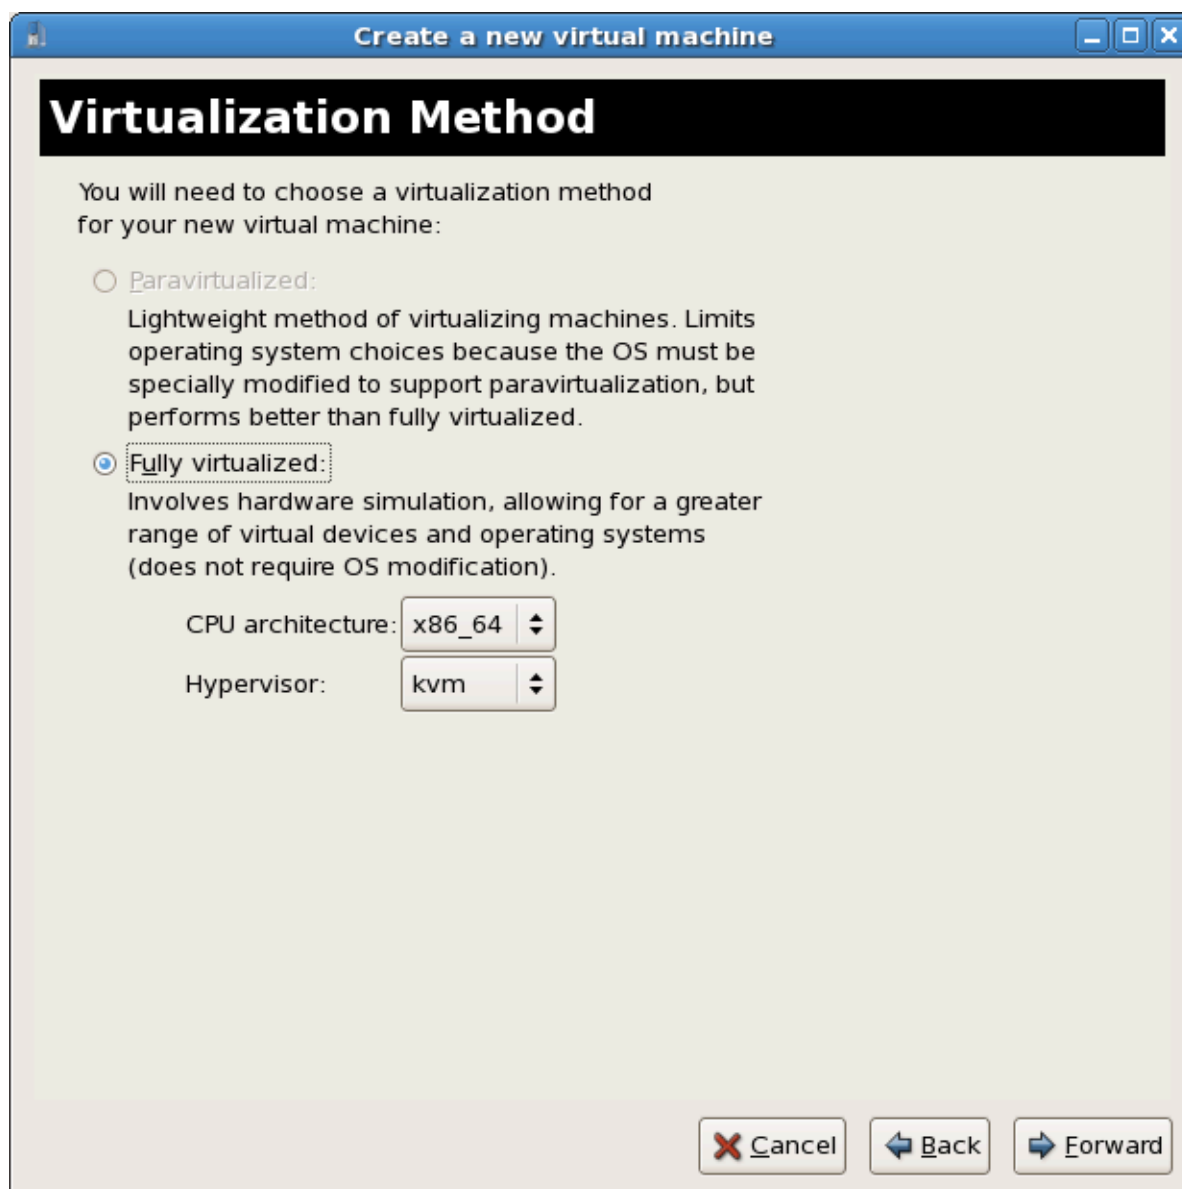 Create a new virtual machine
Virtualization Method
You will need to choose a virtualization method
for your new virtual machine:
Paravirtualized:
Lightweight method of virtualizing machines. Limits
operating system choices because the OS must be
specially modified to support paravirtualization, but
performs better than fully virtualized.
Fully virtualized:
Involves hardware simulation, allowing for a greater
range of virtual devices and operating systems
(does not require OS modification).
CPU architecture: x86_64
Hypervisor: kvm
Cancel Back Forward